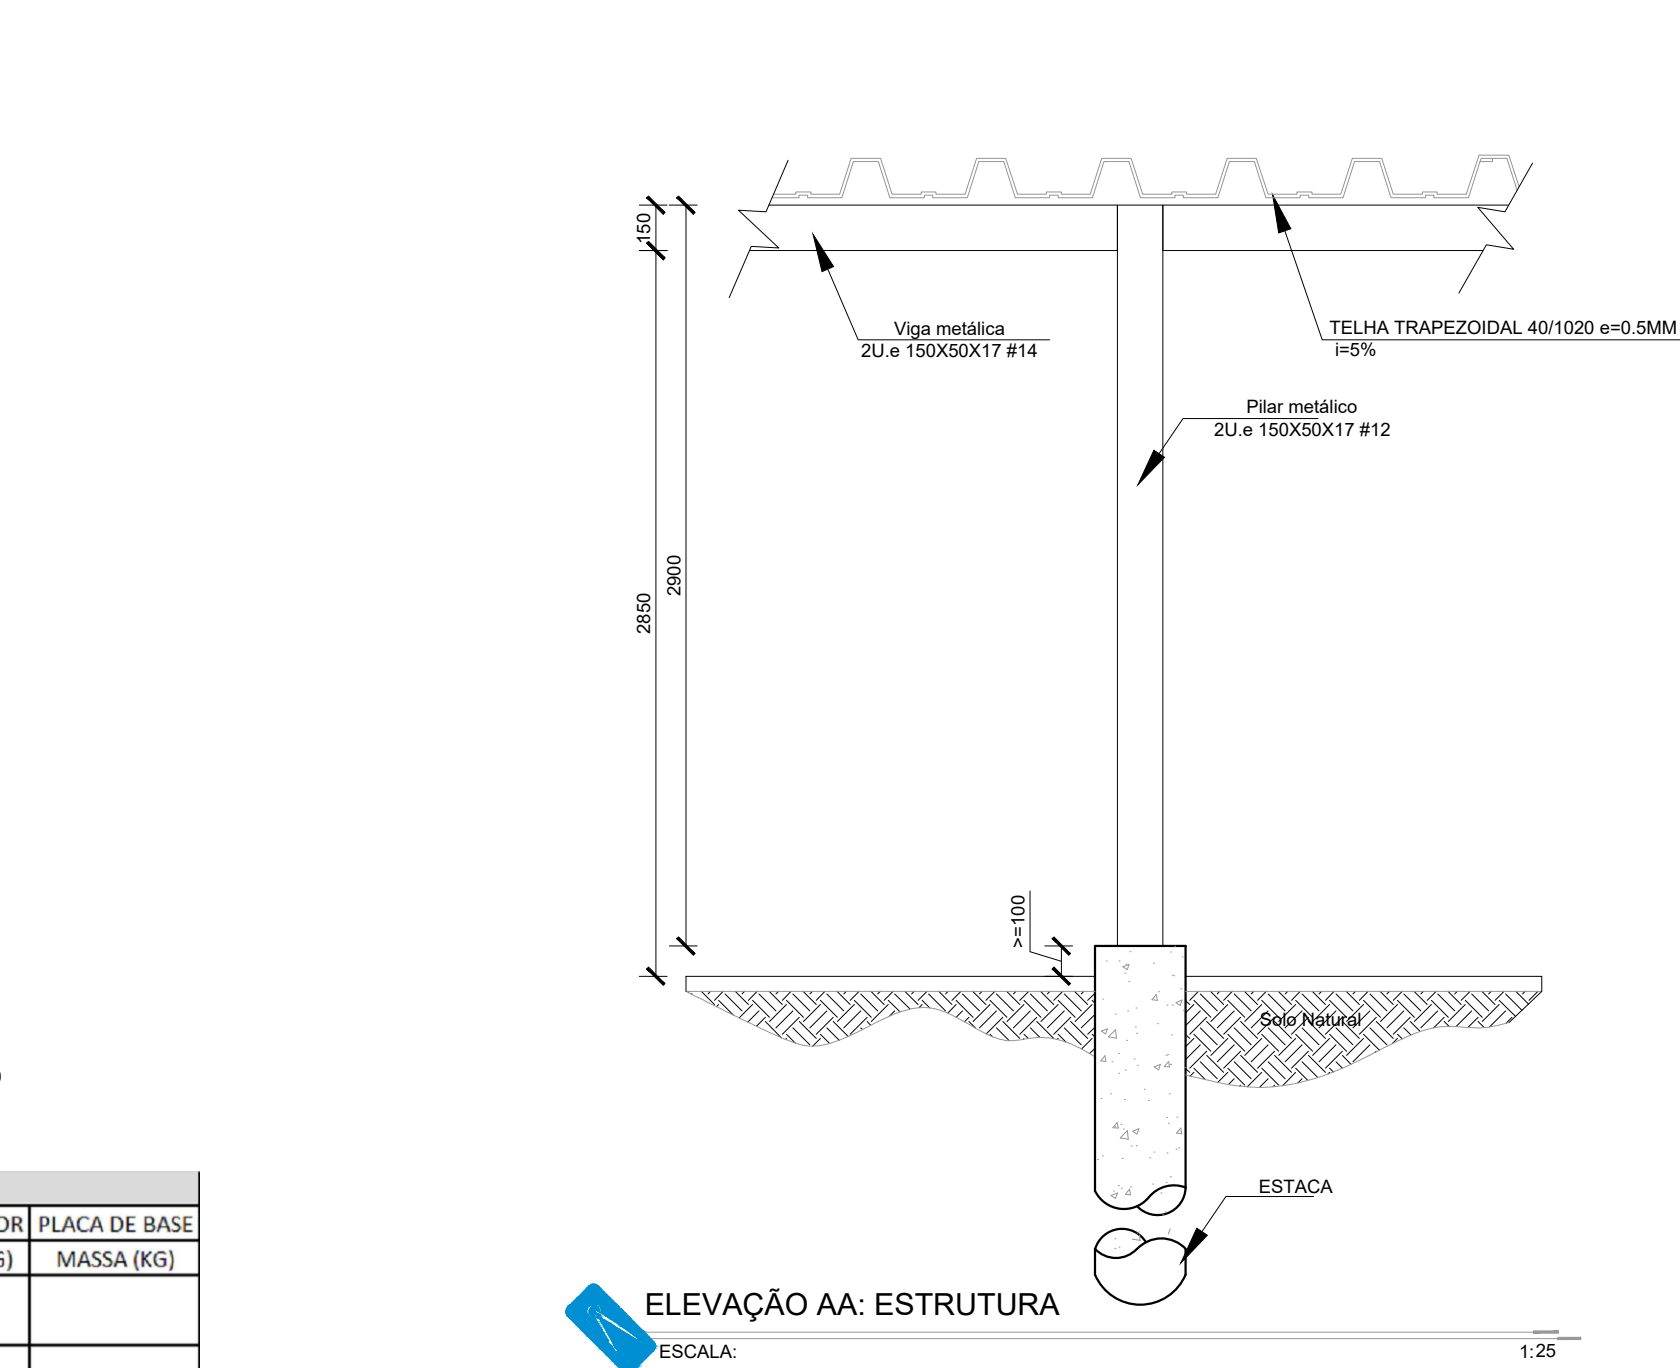 150
Viga metálica
2U.e 150X50X17 #14
TELHA TRAPEZOIDAL 40/1020 e=0.5MM
i=5%
Pilar metálico
2U.e 150X50X17 #12
2900
2850
>=100
Solo Natural
ESTACA
PLACA DE BASE
MASSA (KG)
ELEVAÇÃO AA: ESTRUTURA
ESCALA:
1:25